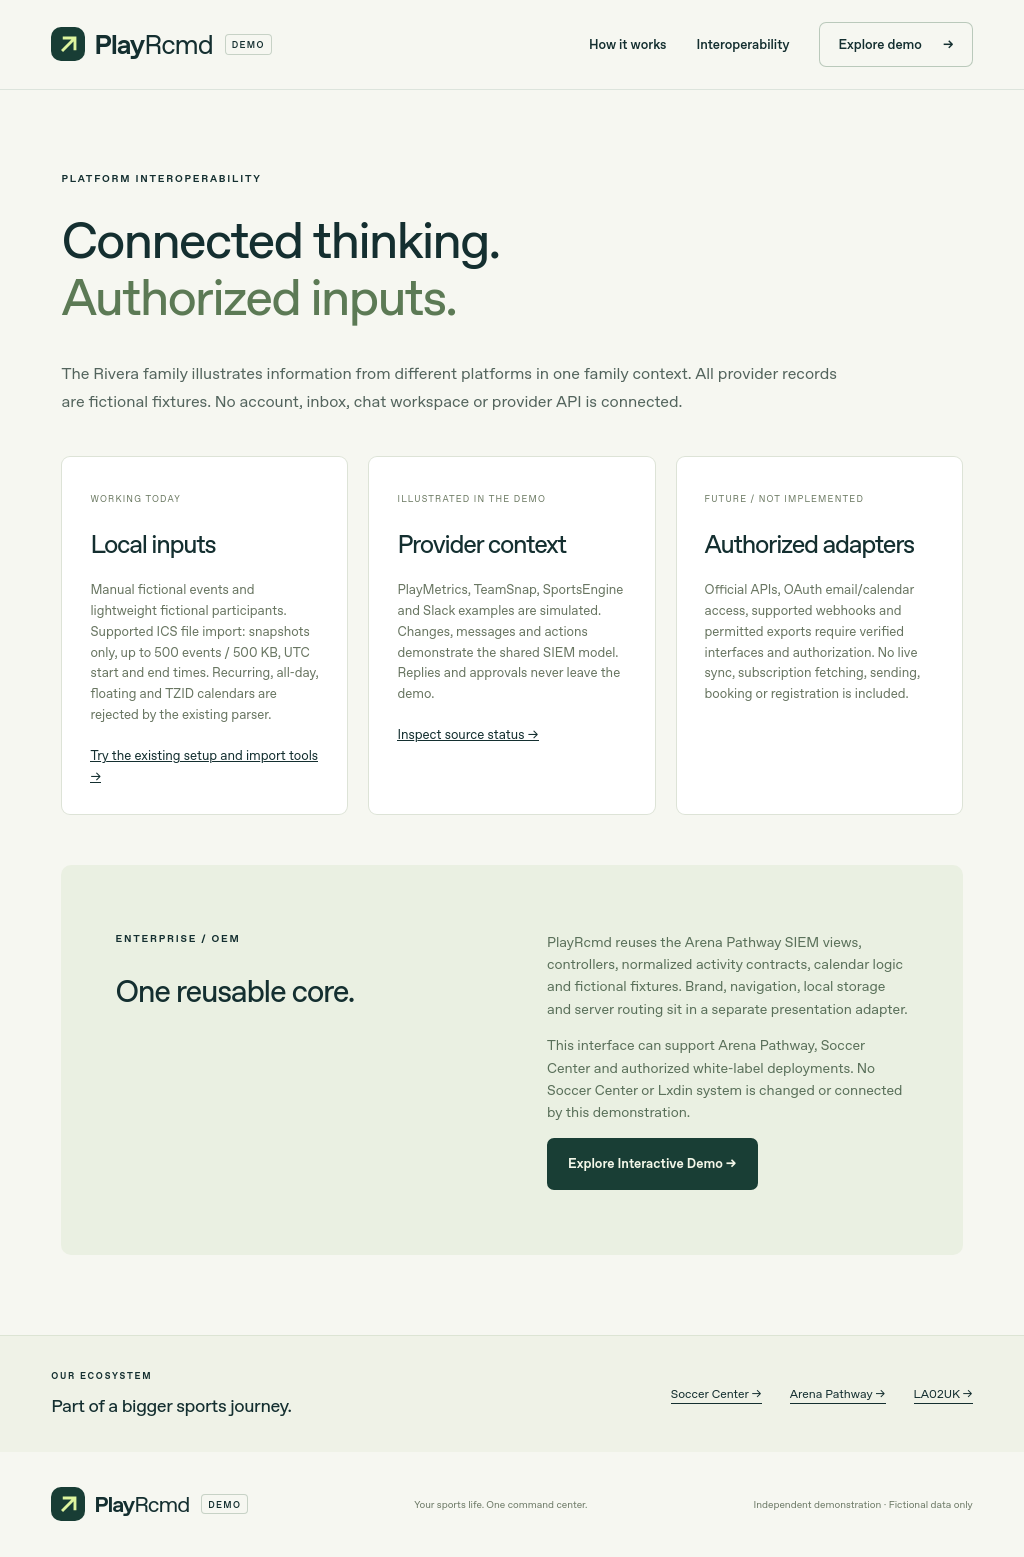 PlayRcmd DEMO
How it works Interoperability Explore demo →
PLATFORM INTEROPERABILITY
Connected thinking.
Authorized inputs.
The Rivera family illustrates information from different platforms in one family context. All provider records
are fictional fixtures. No account, inbox, chat workspace or provider API is connected.
WORKING TODAY
Local inputs
Manual fictional events and
lightweight fictional participants.
Supported ICS file import: snapshots
only, up to 500 events / 500 KB, UTC
start and end times. Recurring, all-day,
floating and TZID calendars are
rejected by the existing parser.
Try the existing setup and import tools
→
ILLUSTRATED IN THE DEMO
Provider context
PlayMetrics, TeamSnap, SportsEngine
and Slack examples are simulated.
Changes, messages and actions
demonstrate the shared SIEM model.
Replies and approvals never leave the
demo.
Inspect source status →
FUTURE / NOT IMPLEMENTED
Authorized adapters
Official APIs, OAuth email/calendar
access, supported webhooks and
permitted exports require verified
interfaces and authorization. No live
sync, subscription fetching, sending,
booking or registration is included.
ENTERPRISE / OEM
One reusable core.
PlayRcmd reuses the Arena Pathway SIEM views,
controllers, normalized activity contracts, calendar logic
and fictional fixtures. Brand, navigation, local storage
and server routing sit in a separate presentation adapter.
This interface can support Arena Pathway, Soccer
Center and authorized white-label deployments. No
Soccer Center or Lxdin system is changed or connected
by this demonstration.
Explore Interactive Demo →
OUR ECOSYSTEM
Part of a bigger sports journey.
Soccer Center → Arena Pathway → LA02UK →
PlayRcmd DEMO
Your sports life. One command center.
Independent demonstration · Fictional data only